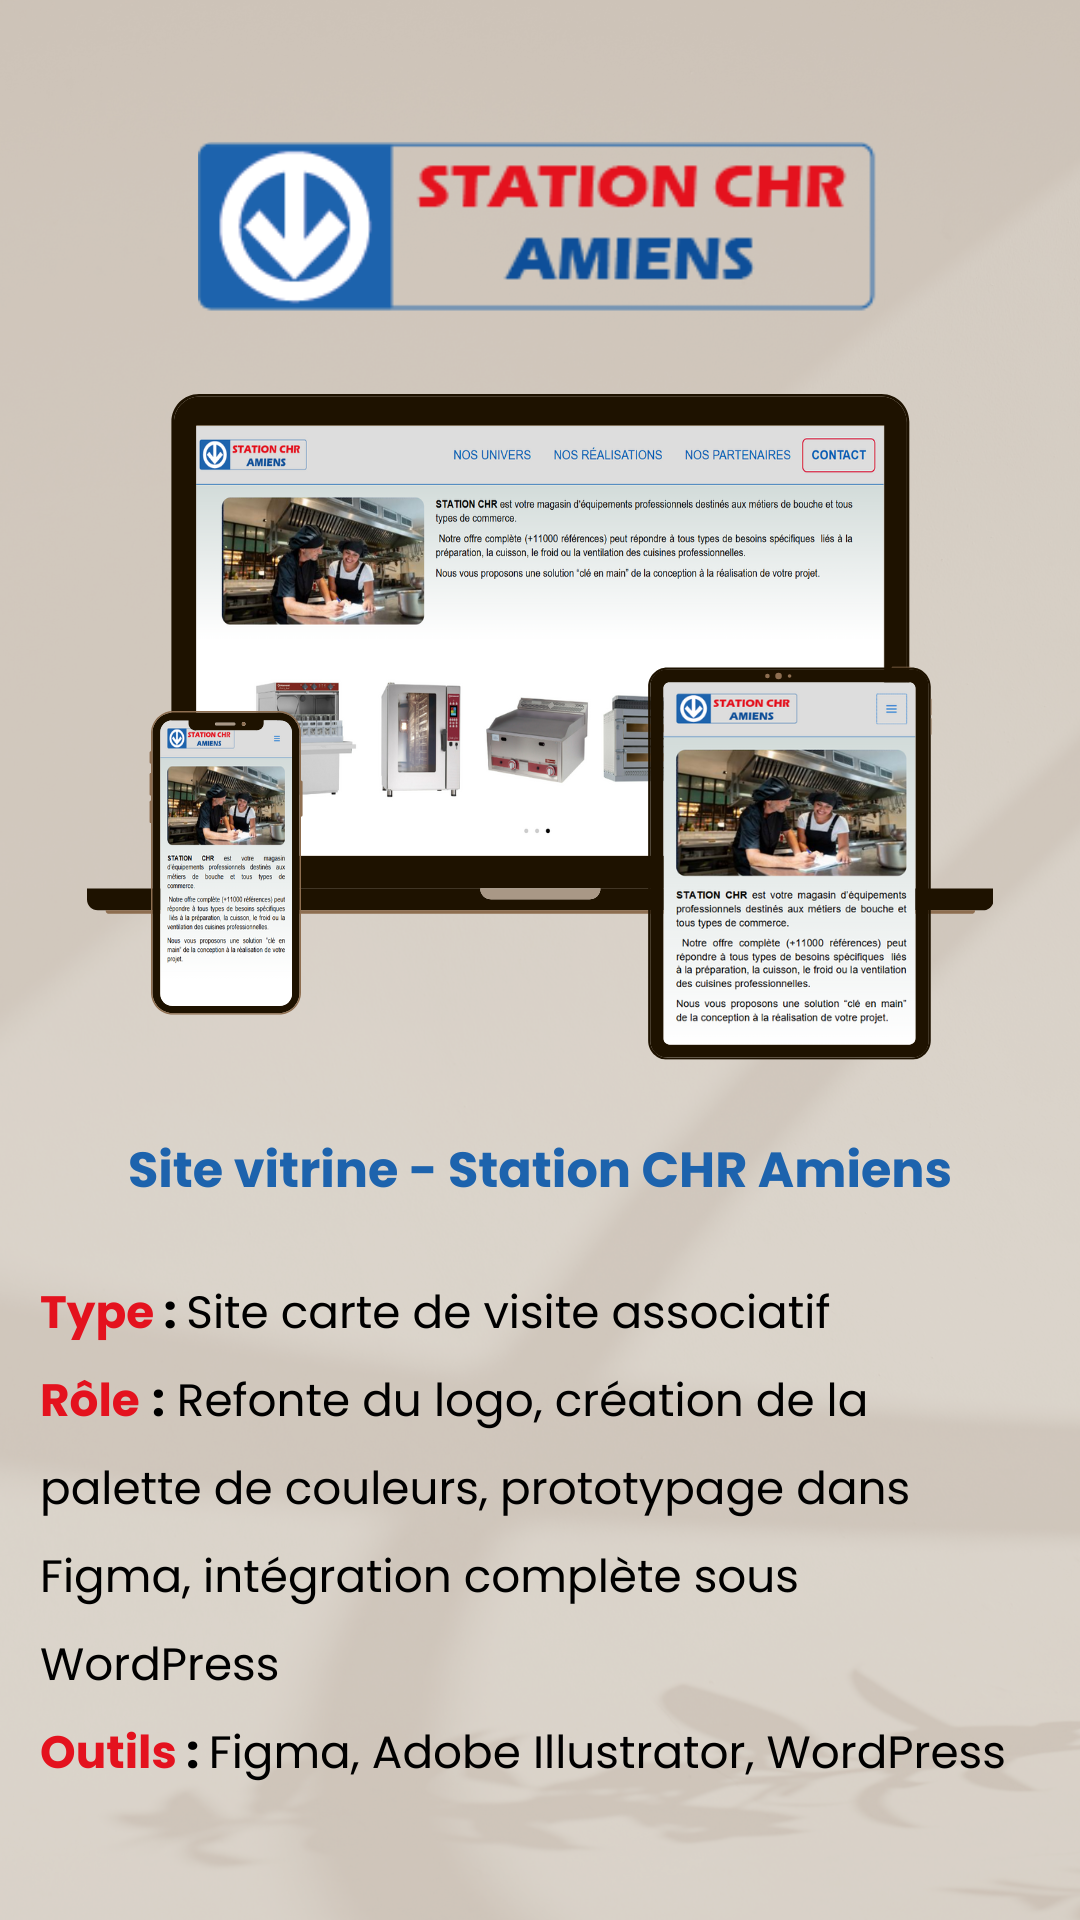 STATION CHR
AMIENS
STATION CHR
AMIENS
NOS UNIVERS NOS RÉALISATIONS NOS PARTENAIRES CONTACT
STATION CHR est votre magasin d'équipements professionnels destinés aux métiers de bouche et tous
types de commerce.
Notre offre complète (+11000 références) peut répondre à tous types de besoins spécifiques liés à la
préparation, la cuisson, le froid ou la ventilation des cuisines professionnelles.
Nous vous proposons une solution "clé en main" de la conception à la réalisation de votre projet.
STATION CHR
AMIENS
STATION CHR est votre magasin
d'équipements professionnels destinés aux
métiers de bouche et tous types de
commerce.
Notre offre complète (+11000 références) peut
répondre à tous types de besoins spécifiques
liés à la préparation, la cuisson, le froid ou la
ventilation des cuisines professionnelles.
Nous vous proposons une solution "clé en
main" de la conception à la réalisation de votre
projet.
STATION CHR
AMIENS
STATION CHR est votre magasin d'équipements
professionnels destinés aux métiers de bouche et
tous types de commerce.
Notre offre complète (+11000 références) peut
répondre à tous types de besoins spécifiques liés
à la préparation, la cuisson, le froid ou la ventilation
des cuisines professionnelles.
Nous vous proposons une solution "clé en main"
de la conception à la réalisation de votre projet.
Site vitrine - Station CHR Amiens
Type : Site carte de visite associatif
Rôle : Refonte du logo, création de la
palette de couleurs, prototypage dans
Figma, intégration complète sous
WordPress
Outils : Figma, Adobe Illustrator, WordPress